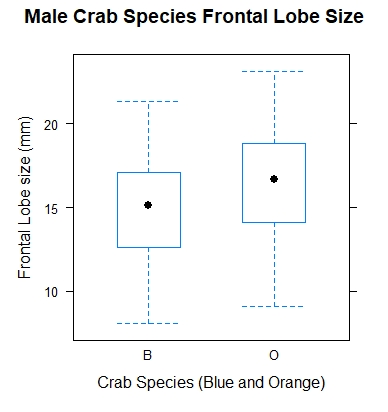 Male Crab Species Frontal Lobe Size
Frontal Lobe size (mm)
20
15
10
B O
Crab Species (Blue and Orange)